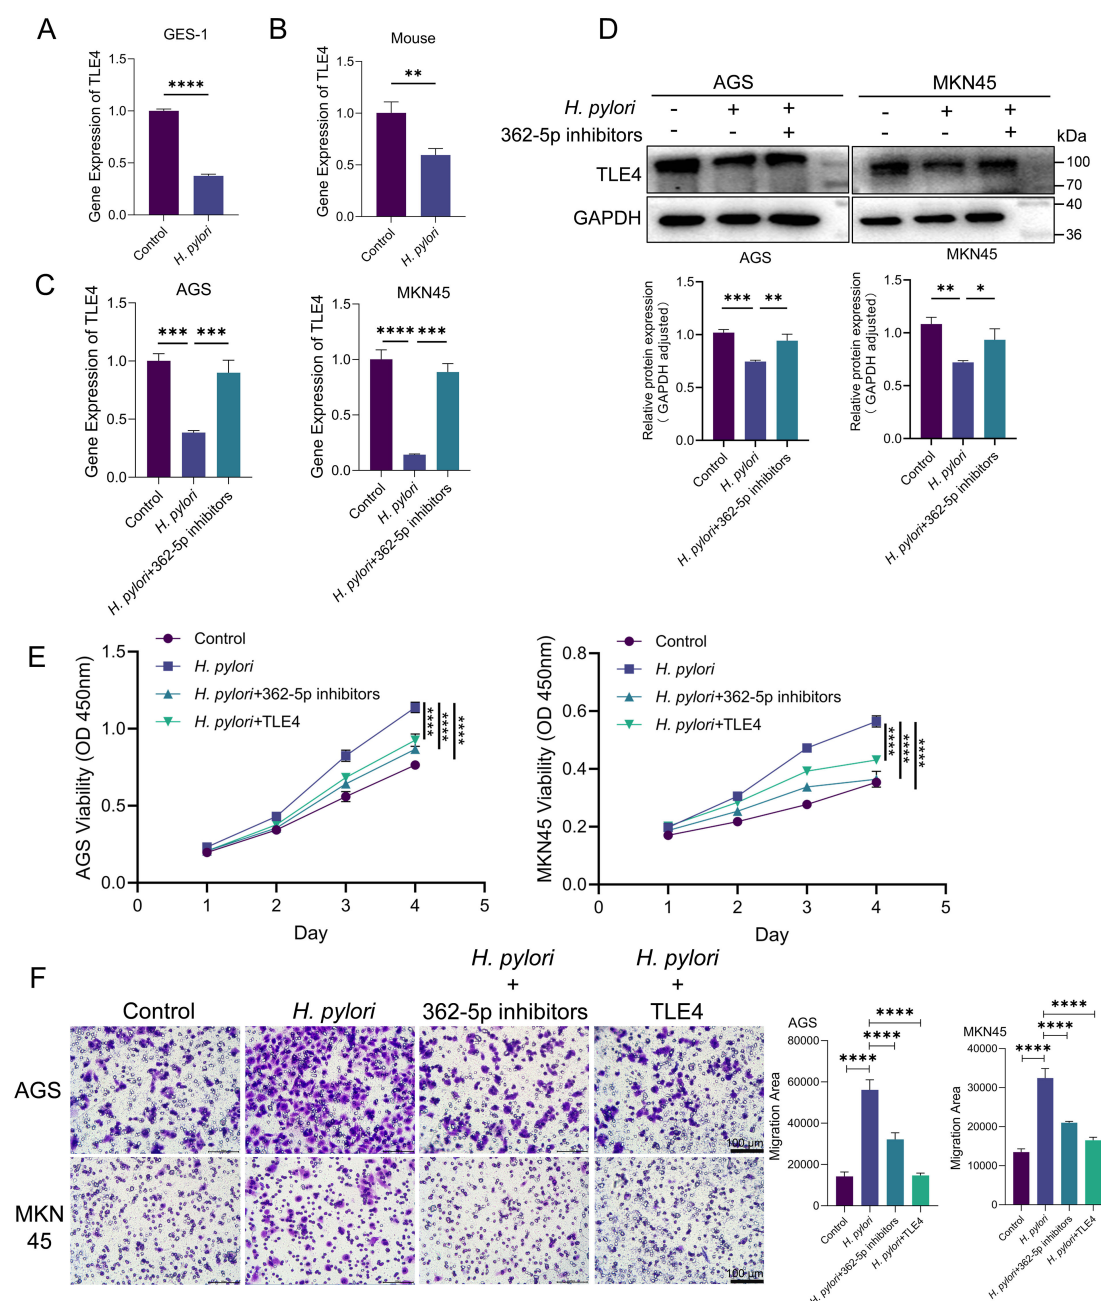 A
GES-1
Gene Expression of TLE4
1.5
1.0
0.5
0.0
****
Control
H. pylori
B
Mouse
Gene Expression of TLE4
1.5
1.0
0.5
0.0
**
Control
H. pylori
C
AGS
Gene Expression of TLE4
1.5
1.0
0.5
0.0
*** ***
Control
H. pylori
H. pylori+362-5p inhibitors
MKN45
Gene Expression of TLE4
1.5
1.0
0.5
0.0
**** ***
Control
H. pylori
H. pylori+362-5p inhibitors
D
AGS MKN45
H. pylori - + + - + +
362-5p inhibitors - - + - - + kDa
TLE4
100
70
GAPDH
40
36
AGS
Relative protein expression
( GAPDH adjusted)
1.5
1.0
0.5
0.0
*** **
Control
H. pylori
H. pylori+362-5p inhibitors
MKN45
Relative protein expression
( GAPDH adjusted)
1.5
1.0
0.5
0.0
** *
Control
H. pylori
H. pylori+362-5p inhibitors
E
Control
H. pylori
H. pylori+362-5p inhibitors
H. pylori+TLE4
AGS Viability (OD 450nm)
1.5
1.0
0.5
0.0
0 1 2 3 4 5
Day
****
****
****
Control
H. pylori
H. pylori+362-5p inhibitors
H. pylori+TLE4
MKN45 Viability (OD 450nm)
0.8
0.6
0.4
0.2
0.0
0 1 2 3 4 5
Day
****
****
****
F
Control
H. pylori
H. pylori
+
362-5p inhibitors
H. pylori
+
TLE4
AGS
100 μm
MKN
45
100 μm
AGS
Migration Area
80000
60000
40000
20000
0
****
****
****
Control
H. pylori
H. pylori+362-5p inhibitors
H. pylori+TLE4
MKN45
Migration Area
40000
30000
20000
10000
0
****
****
****
Control
H. pylori
H. pylori+362-5p inhibitors
H. pylori+TLE4